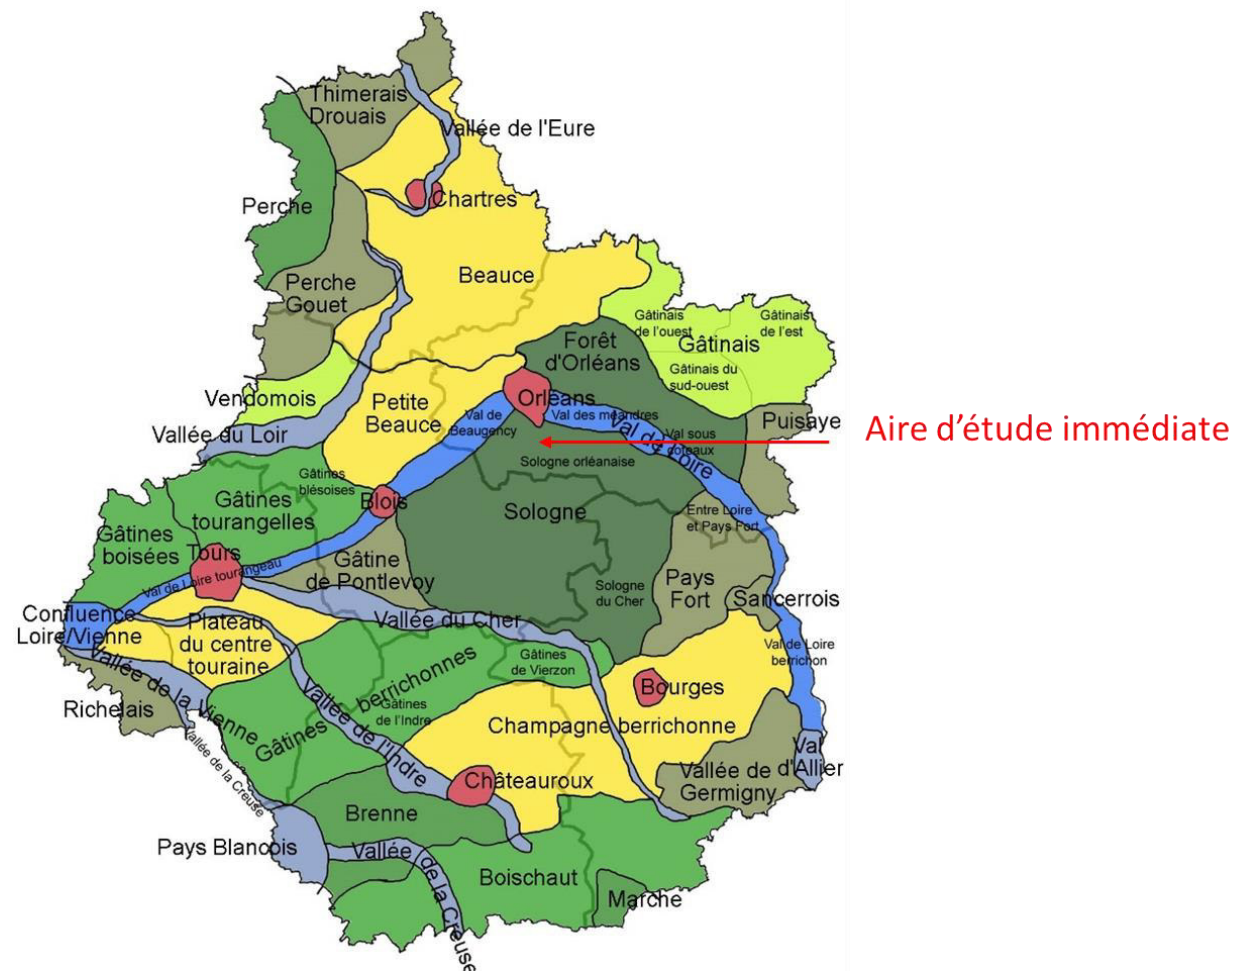 Thimerais
Drouais
Vallée de l'Eure
Chartres
Perche
Beauce
Perche
Gouet
Gâtinais
de l'ouest
Gâtinais
de l'est
Gâtinais
Forêt
d'Orléans
Gâtinais du
sud-ouest
Vendomois
Petite
Beauce
Orléans
Val de
Beaugency
Val des méandres
Val de Loire
Val sous
coteaux
Puisaye
Aire d'étude immédiate
Vallée du Loir
Sologne orléanaise
Gâtines
blésoises
Gâtines
tourangelles
Blois
Sologne
Entre Loire
et Pays Fort
Gâtines
boisées
Tours
Val de Loire tourangeau
Gâtine
de Pontlevoy
Sologne
du Cher
Pays
Fort
Sancerrois
Confluence
Loire/Vienne
Plateau
du centre
touraine
Vallée du Cher
Val de Loire
berrichon
Vallée de la Vienne
Gâtines berrichonnes
Gâtines
de Vierzon
Richelais
Vallée de l'Indre
Gâtines
de l'Indre
Bourges
Champagne berrichonne
Vallée de la Creuse
Châteauroux
Vallée de
Germigny
Val
d'Allier
Brenne
Pays Blancois
Vallée de la Creuse
Boischaut
Marche